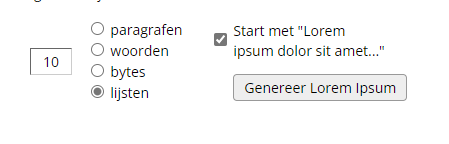 10
paragrafen
woorden
bytes
lijsten
Start met "Lorem
ipsum dolor sit amet..."
Genereer Lorem Ipsum